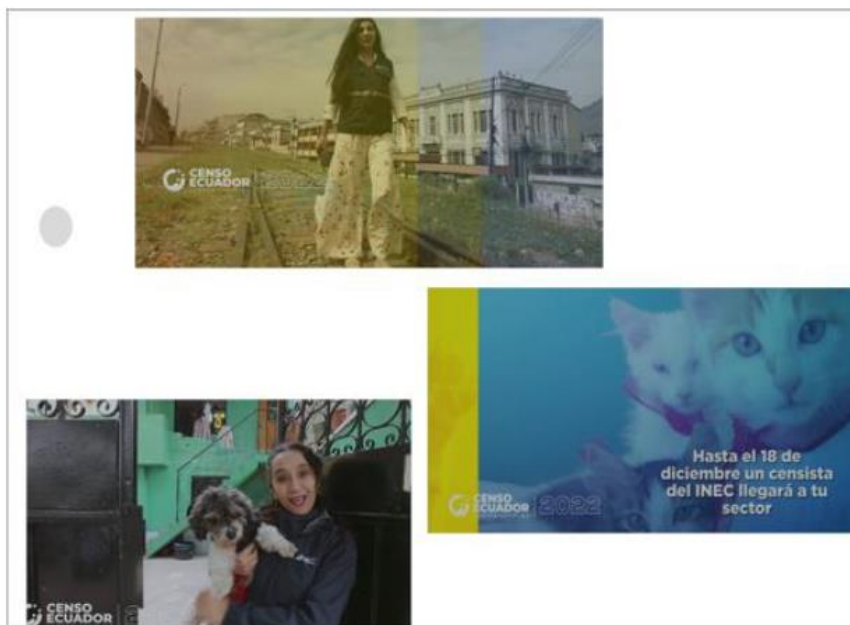 CENSO
ECUADOR
2022
Hasta el 18 de
diciembre un censista
del INEC llegará a tu
sector
CENSO
ECUADOR
2022
CENSO
ECUADOR